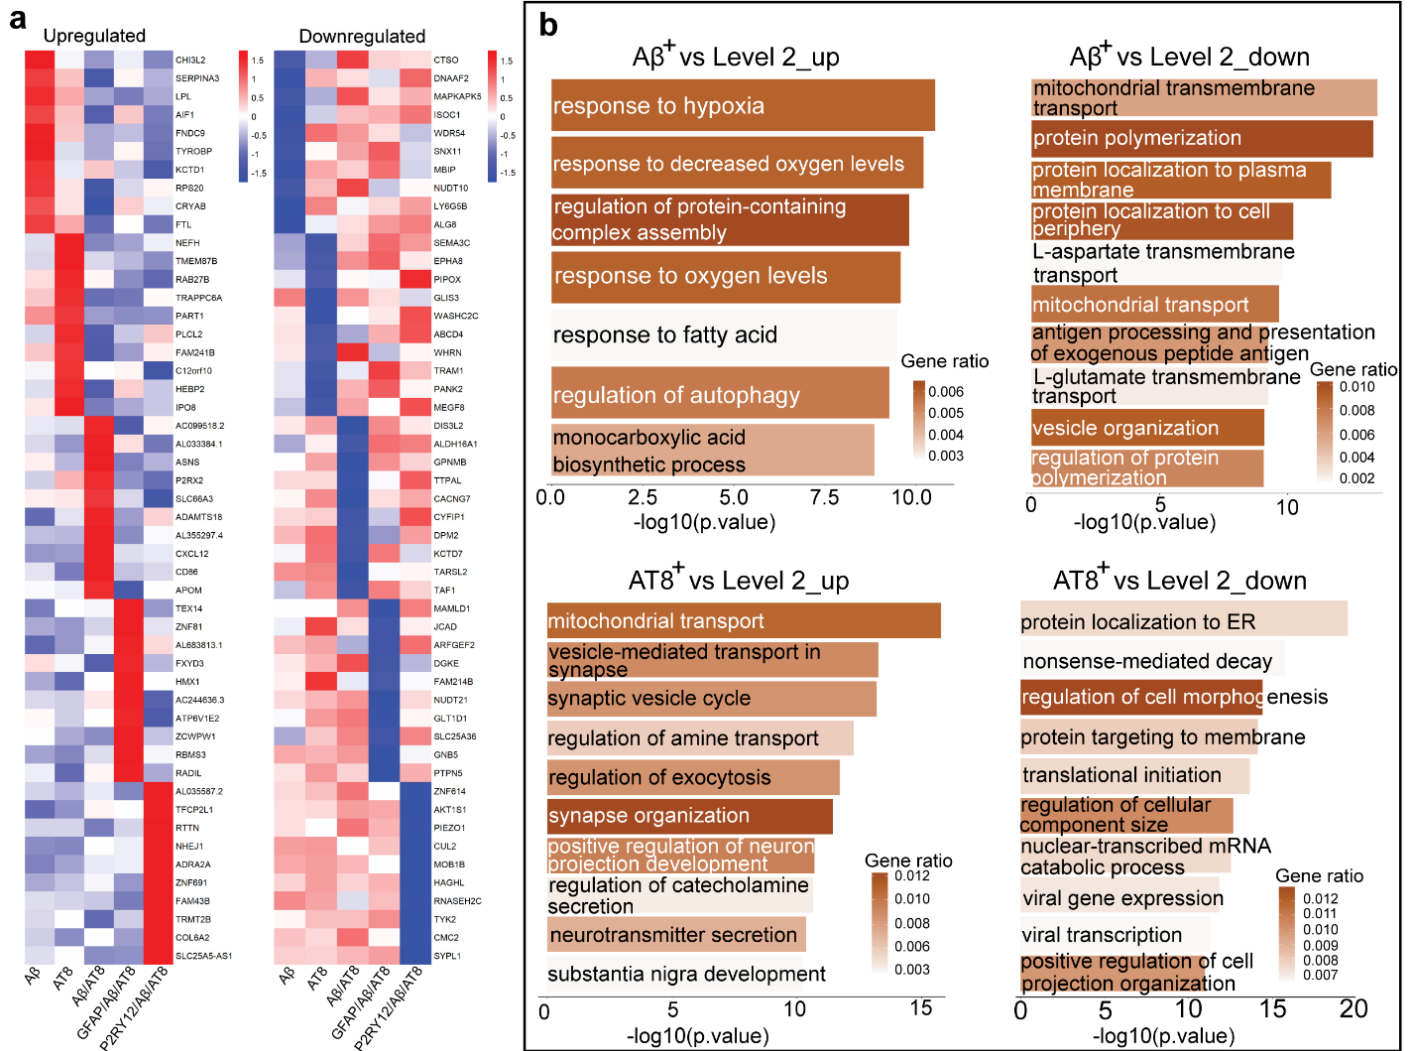 a
Upregulated
CHI3L2
SERPINA3
LPL
AIF1
FNDC9
TYROBP
KCTD1
RPS20
CRYAB
FTL
NEFH
TMEM87B
RAB27B
TRAPPC6A
PART1
PLCL2
FAM241B
C12orf10
HEBP2
IPO8
AC099518.2
AL033384.1
ASNS
P2RX2
SLC66A3
ADAMTS18
AL355297.4
CXCL12
CD86
APOM
TEX14
ZNF81
AL683813.1
FXYD3
HMX1
AC244636.3
ATP6V1E2
ZCWPW1
RBMS3
RADIL
AL035587.2
TFCP2L1
RTTN
NHEJ1
ADRA2A
ZNF691
FAM43B
TRMT2B
COL6A2
SLC25A5-AS1
Aβ
AT8
Aβ/AT8
GFAP/Aβ/AT8
P2RY12/Aβ/AT8
1.5
1
0.5
0
-0.5
-1
-1.5
Downregulated
CTSO
DNAAF2
MAPKAPK5
ISOC1
WDR54
SNX11
MBIP
NUDT10
LY6G5B
ALG8
SEMA3C
EPHA8
PIPOX
GLIS3
WASHC2C
ABCD4
WHRN
TRAM1
PANK2
MEGF8
DIS3L2
ALDH16A1
GPNMB
TTPAL
CACNG7
CYFIP1
DPM2
KCTD7
TARSL2
TAF1
MAMLD1
JCAD
ARFGEF2
DGKE
FAM214B
NUDT21
GLT1D1
SLC25A36
GNB5
PTPN5
ZNF614
AKT1S1
PIEZO1
CUL2
MOB1B
HAGHL
RNASEH2C
TYK2
CMC2
SYPL1
Aβ
AT8
Aβ/AT8
GFAP/Aβ/AT8
P2RY12/Aβ/AT8
1.5
1
0.5
0
-0.5
-1
-1.5
b
Aβ+ vs Level 2_up
response to hypoxia
response to decreased oxygen levels
regulation of protein-containing
complex assembly
response to oxygen levels
response to fatty acid
regulation of autophagy
monocarboxylic acid
biosynthetic process
0.0 2.5 5.0 7.5 10.0
-log10(p.value)
Gene ratio
0.006
0.005
0.004
0.003
Aβ+ vs Level 2_down
mitochondrial transmembrane
transport
protein polymerization
protein localization to plasma
membrane
protein localization to cell
periphery
L-aspartate transmembrane
transport
mitochondrial transport
antigen processing and presentation
of exogenous peptide antigen
L-glutamate transmembrane
transport
vesicle organization
regulation of protein
polymerization
0 5 10
-log10(p.value)
Gene ratio
0.010
0.008
0.006
0.004
0.002
AT8+ vs Level 2_up
mitochondrial transport
vesicle-mediated transport in
synapse
synaptic vesicle cycle
regulation of amine transport
regulation of exocytosis
synapse organization
positive regulation of neuron
projection development
regulation of catecholamine
secretion
neurotransmitter secretion
substantia nigra development
0 5 10 15
-log10(p.value)
Gene ratio
0.012
0.010
0.008
0.006
0.003
AT8+ vs Level 2_down
protein localization to ER
nonsense-mediated decay
regulation of cell morphogenesis
protein targeting to membrane
translational initiation
regulation of cellular
component size
nuclear-transcribed mRNA
catabolic process
viral gene expression
viral transcription
positive regulation of cell
projection organization
0 5 10 15 20
-log10(p.value)
Gene ratio
0.012
0.011
0.010
0.009
0.008
0.007